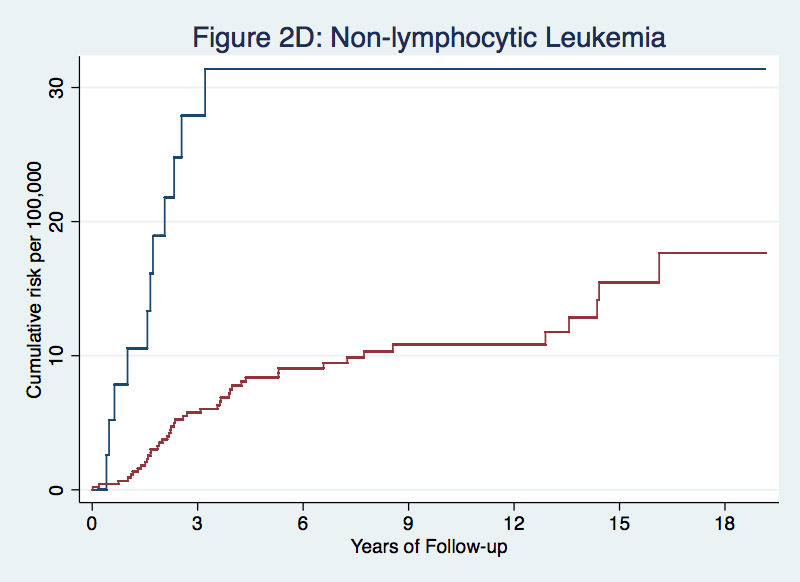 Figure 2D: Non-lymphocytic Leukemia
Cumulative risk per 100,000
30
20
10
0
0 3 6 9 12 15 18
Years of Follow-up